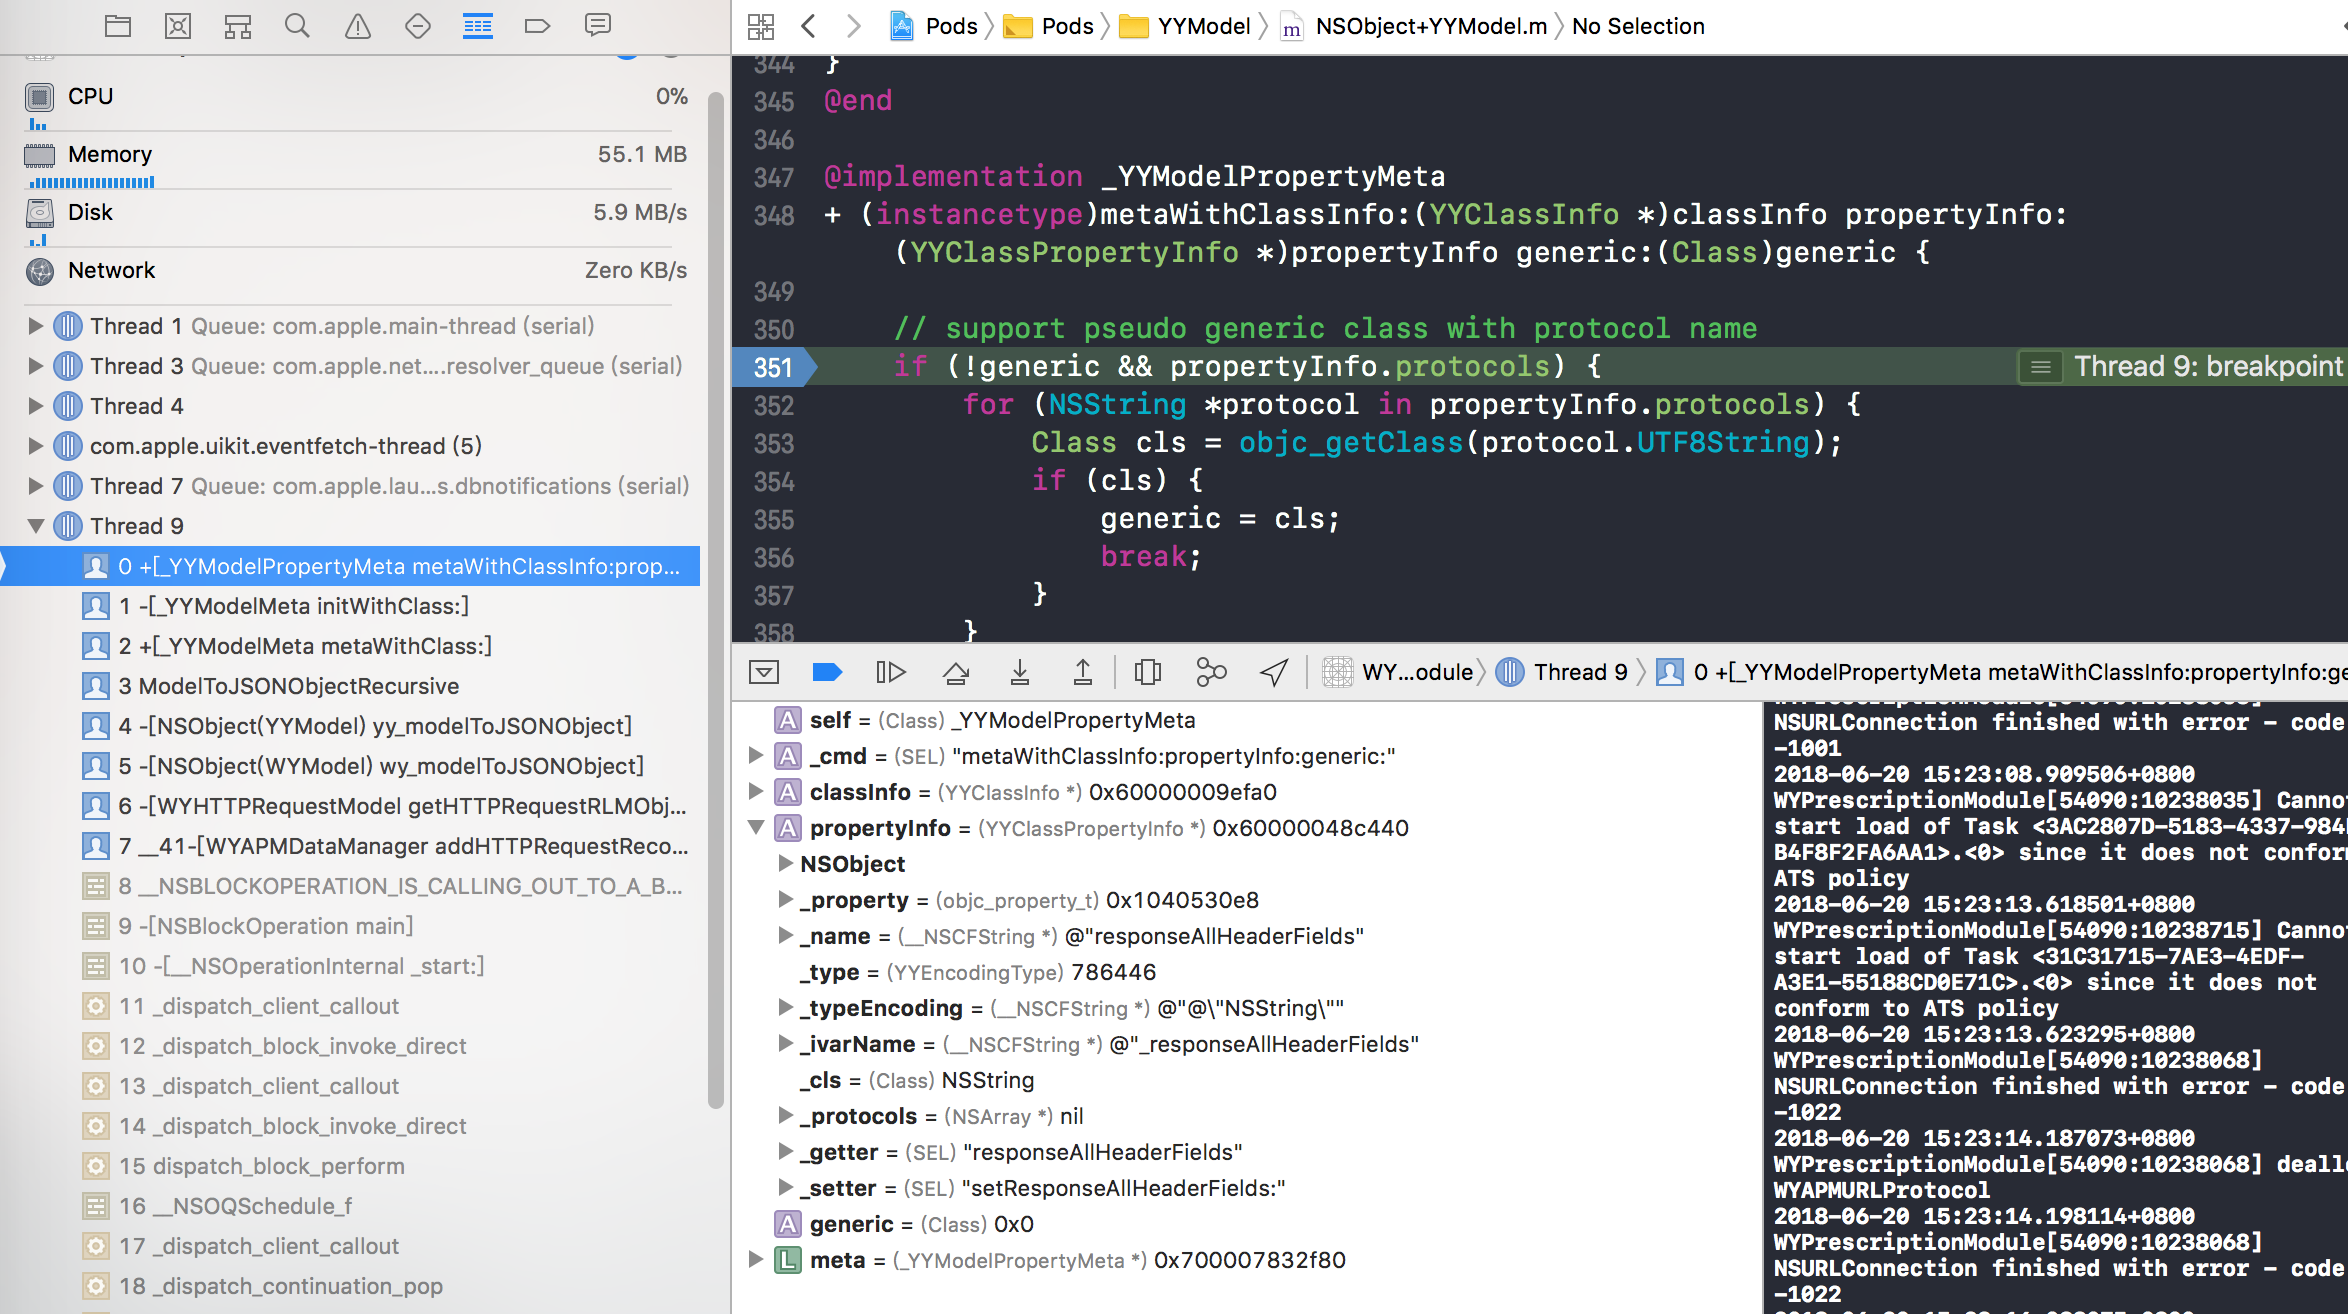 CPU 0%
Memory 55.1 MB
Disk 5.9 MB/s
Network Zero KB/s
Thread 1 Queue: com.apple.main-thread (serial)
Thread 3 Queue: com.apple.net....resolver_queue (serial)
Thread 4
com.apple.uikit.eventfetch-thread (5)
Thread 7 Queue: com.apple.lau...s.dbnotifications (serial)
Thread 9
0 +[_YYModelPropertyMeta metaWithClassInfo:prop...
1 -[_YYModelMeta initWithClass:]
2 +[_YYModelMeta metaWithClass:]
3 ModelToJSONObjectRecursive
4 -[NSObject(YYModel) yy_modelToJSONObject]
5 -[NSObject(WYModel) wy_modelToJSONObject]
6 -[WYHTTPRequestModel getHTTPRequestRLMObj...
7 __41-[WYAPMDataManager addHTTPRequestReco...
8 __NSBLOCKOPERATION_IS_CALLING_OUT_TO_A_B...
9 -[NSBlockOperation main]
10 -[__NSOperationInternal _start:]
11 _dispatch_client_callout
12 _dispatch_block_invoke_direct
13 _dispatch_client_callout
14 _dispatch_block_invoke_direct
15 dispatch_block_perform
16 __NSOQSchedule_f
17 _dispatch_client_callout
18 _dispatch_continuation_pop
Pods Pods YYModel m NSObject+YYModel.m No Selection
344 }
345 @end
346
347 @implementation _YYModelPropertyMeta
348 + (instancetype)metaWithClassInfo:(YYClassInfo *)classInfo propertyInfo:
(YYClassPropertyInfo *)propertyInfo generic:(Class)generic {
349
350 // support pseudo generic class with protocol name
351 if (!generic && propertyInfo.protocols) { Thread 9: breakpoint
352 for (NSString *protocol in propertyInfo.protocols) {
353 Class cls = objc_getClass(protocol.UTF8String);
354 if (cls) {
355 generic = cls;
356 break;
357 }
358 }
WY...odule Thread 9 0 +[_YYModelPropertyMeta metaWithClassInfo:propertyInfo:ge
A self = (Class) _YYModelPropertyMeta
A _cmd = (SEL) "metaWithClassInfo:propertyInfo:generic:"
A classInfo = (YYClassInfo *) 0x60000009efa0
A propertyInfo = (YYClassPropertyInfo *) 0x60000048c440
NSObject
_property = (objc_property_t) 0x1040530e8
_name = (__NSCFString *) @"responseAllHeaderFields"
_type = (YYEncodingType) 786446
_typeEncoding = (__NSCFString *) @"@\"NSString\""
_ivarName = (__NSCFString *) @"_responseAllHeaderFields"
_cls = (Class) NSString
_protocols = (NSArray *) nil
_getter = (SEL) "responseAllHeaderFields"
_setter = (SEL) "setResponseAllHeaderFields:"
A generic = (Class) 0x0
L meta = (_YYModelPropertyMeta *) 0x700007832f80
NSURLConnection finished with error - code
-1001
2018-06-20 15:23:08.909506+0800
WYPrescriptionModule[54090:10238035] Canno
start load of Task <3AC2807D-5183-4337-984
B4F8F2FA6AA1>.<0> since it does not confor
ATS policy
2018-06-20 15:23:13.618501+0800
WYPrescriptionModule[54090:10238715] Canno
start load of Task <31C31715-7AE3-4EDF-
A3E1-55188CD0E71C>.<0> since it does not
conform to ATS policy
2018-06-20 15:23:13.623295+0800
WYPrescriptionModule[54090:10238068]
NSURLConnection finished with error - code
-1022
2018-06-20 15:23:14.187073+0800
WYPrescriptionModule[54090:10238068] deall
WYAPMURLProtocol
2018-06-20 15:23:14.198114+0800
WYPrescriptionModule[54090:10238068]
NSURLConnection finished with error - code
-1022